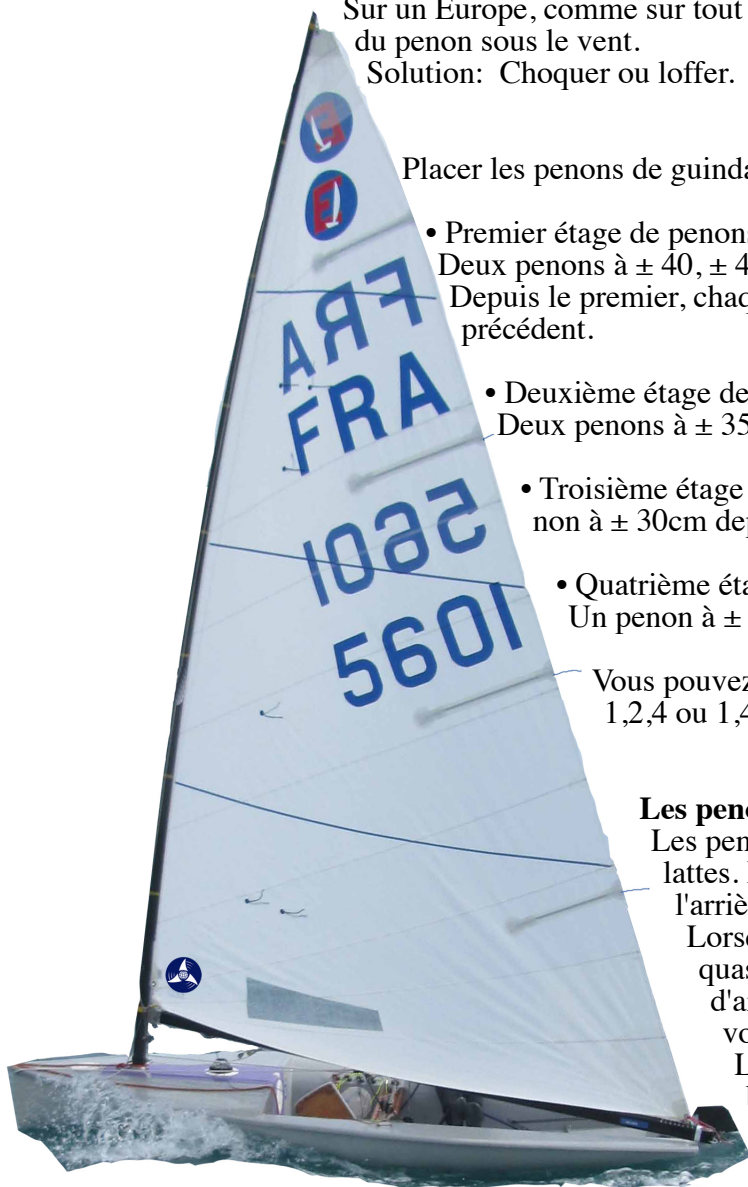 Sur un Europe, comme sur tout
du penon sous le vent.
Solution: Choquer ou loffer.
Placer les penons de guinda
• Premier étage de penons
Deux penons à ± 40, ± 4
Depuis le premier, chaq
précédent.
• Deuxième étage de
Deux penons à ± 35
• Troisième étage
non à ± 30cm dep
• Quatrième éta
Un penon à ±
Vous pouvez
1,2,4 ou 1,4
Les peno
Les pen
lattes.
l'arriè
Lorse
quas
d'a
vo
L
E
E
FRA
FRA
5601
5601